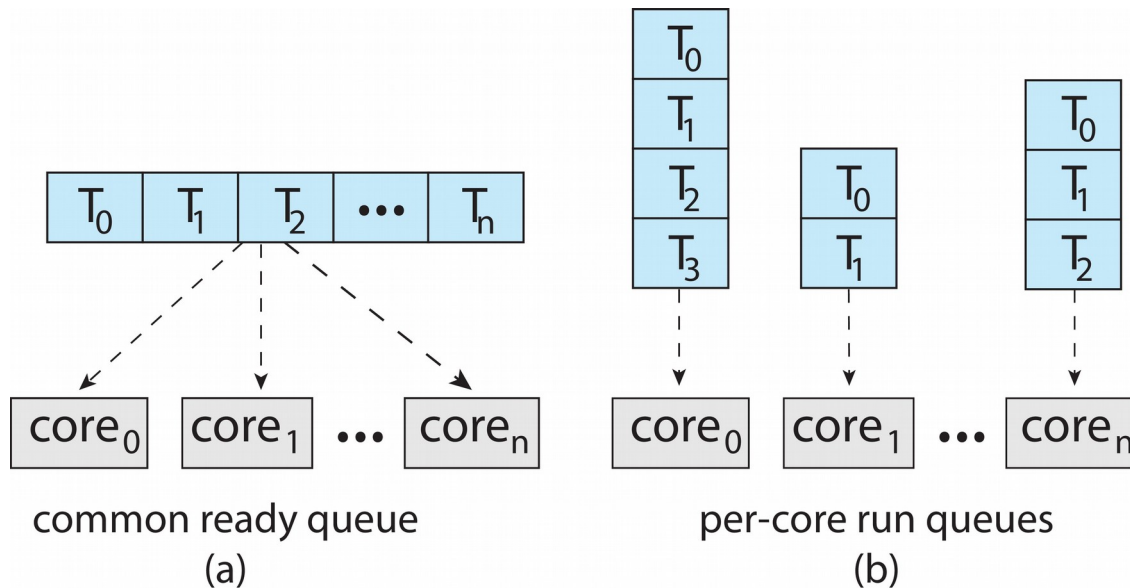 T₀ T₁ T₂ ••• Tₙ
core₀ core₁ ••• coreₙ
common ready queue
(a)
T₀
T₁
T₂
T₃
T₀
T₁
T₀
T₁
T₂
core₀ core₁ ••• coreₙ
per-core run queues
(b)